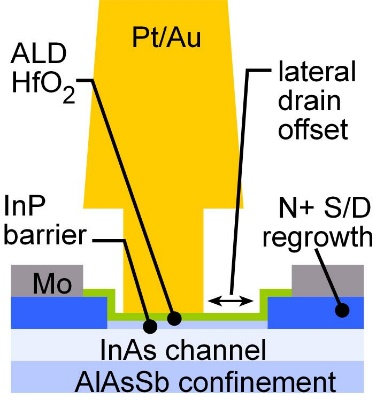 Pt/Au
ALD
HfO2
lateral
drain
offset
InP
barrier
N+ S/D
regrowth
Mo
InAs channel
AlAsSb confinement